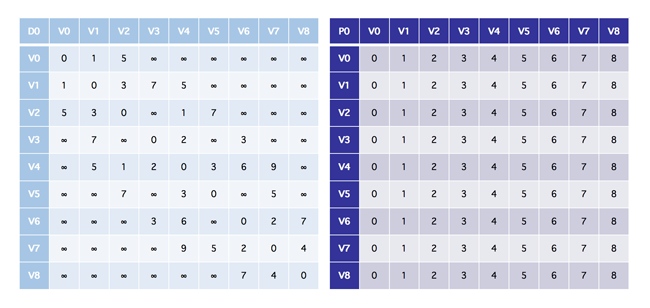 D0 V0 V1 V2 V3 V4 V5 V6 V7 V8
V0 0 1 5 ∞ ∞ ∞ ∞ ∞ ∞
V1 1 0 3 7 5 ∞ ∞ ∞ ∞
V2 5 3 0 ∞ 1 7 ∞ ∞ ∞
V3 ∞ 7 ∞ 0 2 ∞ 3 ∞ ∞
V4 ∞ 5 1 2 0 3 6 9 ∞
V5 ∞ ∞ 7 ∞ 3 0 ∞ 5 ∞
V6 ∞ ∞ ∞ 3 6 ∞ 0 2 7
V7 ∞ ∞ ∞ ∞ 9 5 2 0 4
V8 ∞ ∞ ∞ ∞ ∞ ∞ 7 4 0
P0 V0 V1 V2 V3 V4 V5 V6 V7 V8
V0 0 1 2 3 4 5 6 7 8
V1 0 1 2 3 4 5 6 7 8
V2 0 1 2 3 4 5 6 7 8
V3 0 1 2 3 4 5 6 7 8
V4 0 1 2 3 4 5 6 7 8
V5 0 1 2 3 4 5 6 7 8
V6 0 1 2 3 4 5 6 7 8
V7 0 1 2 3 4 5 6 7 8
V8 0 1 2 3 4 5 6 7 8